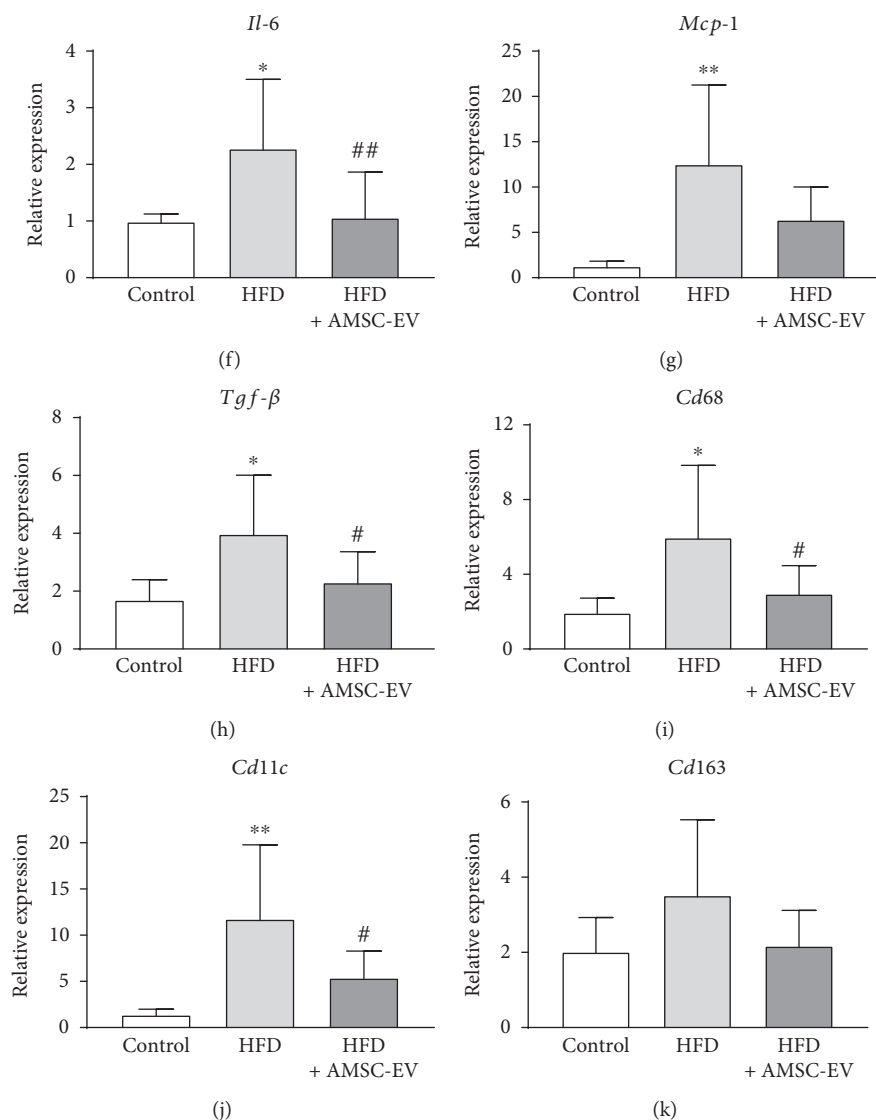 Il-6
Relative expression
4
3
2
1
0
*
##
Control
HFD
HFD
+ AMSC-EV
(f)
Mcp-1
Relative expression
25
20
15
10
5
0
**
Control
HFD
HFD
+ AMSC-EV
(g)
Tgf-β
Relative expression
8
6
4
2
0
*
#
Control
HFD
HFD
+ AMSC-EV
(h)
Cd68
Relative expression
12
8
4
0
*
#
Control
HFD
HFD
+ AMSC-EV
(i)
Cd11c
Relative expression
25
20
15
10
5
0
**
#
Control
HFD
HFD
+ AMSC-EV
(j)
Cd163
Relative expression
6
4
2
0
Control
HFD
HFD
+ AMSC-EV
(k)